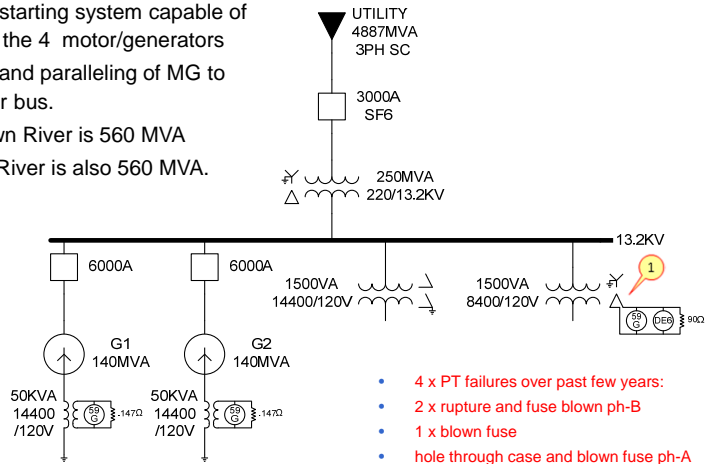 starting system capable of
the 4 motor/generators
and paralleling of MG to
r bus.
wn River is 560 MVA
River is also 560 MVA.
UTILITY
4887MVA
3PH SC
3000A
SF6
250MVA
220/13.2KV
13.2KV
6000A
6000A
1500VA
14400/120V
1500VA
8400/120V
1
59
G
DE6
90Ω
G1
140MVA
G2
140MVA
50KVA
14400
/120V
59
G
.147Ω
50KVA
14400
/120V
59
G
.147Ω
• 4 x PT failures over past few years:
• 2 x rupture and fuse blown ph-B
• 1 x blown fuse
• hole through case and blown fuse ph-A